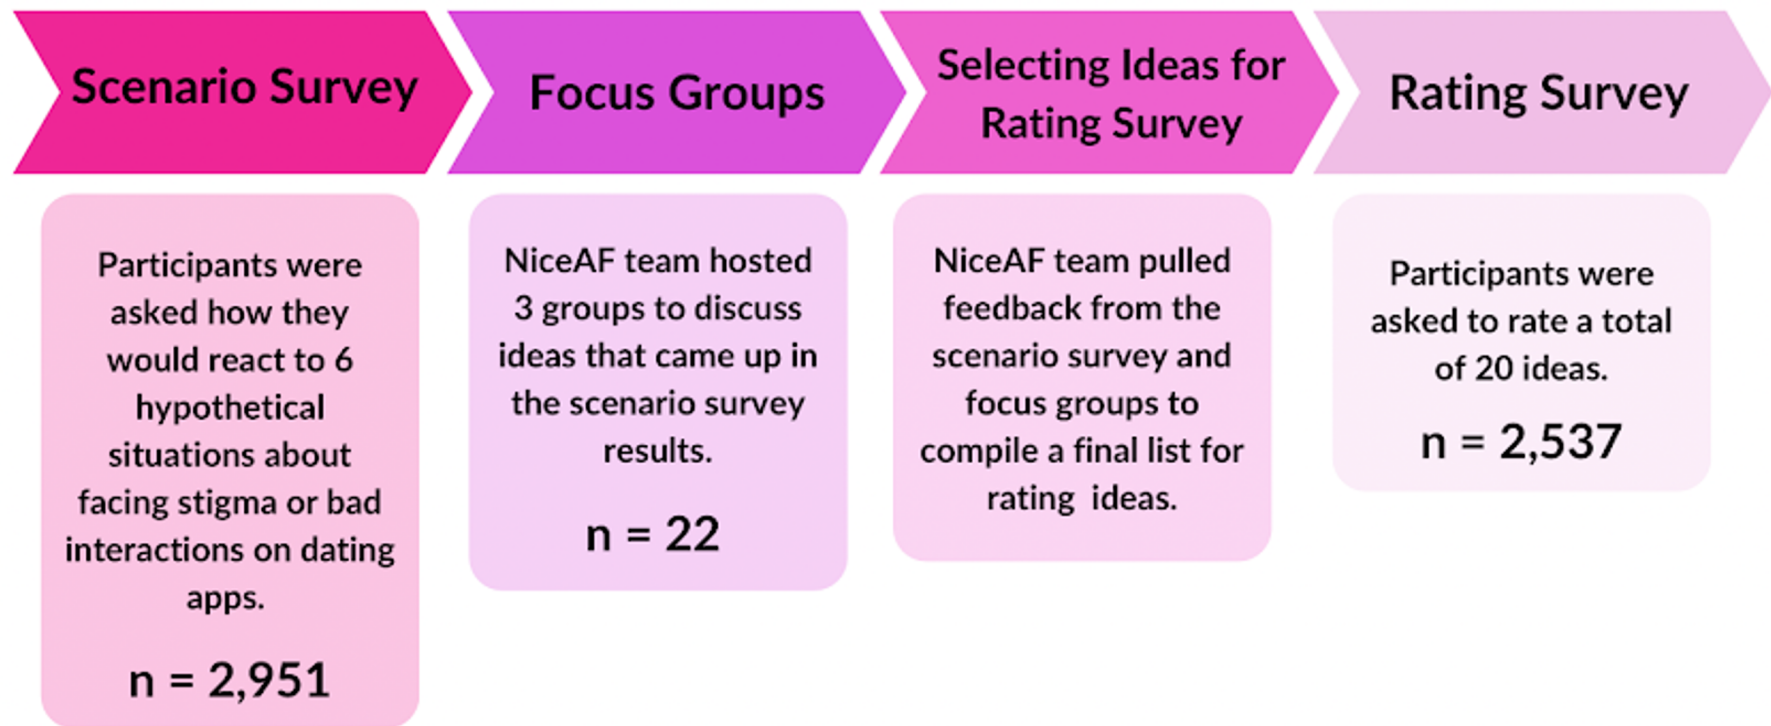 Scenario Survey
Focus Groups
Selecting Ideas for
Rating Survey
Rating Survey
Participants were
asked how they
would react to 6
hypothetical
situations about
facing stigma or bad
interactions on dating
apps.
n = 2,951
NiceAF team hosted
3 groups to discuss
ideas that came up in
the scenario survey
results.
n = 22
NiceAF team pulled
feedback from the
scenario survey and
focus groups to
compile a final list for
rating ideas.
Participants were
asked to rate a total
of 20 ideas.
n = 2,537